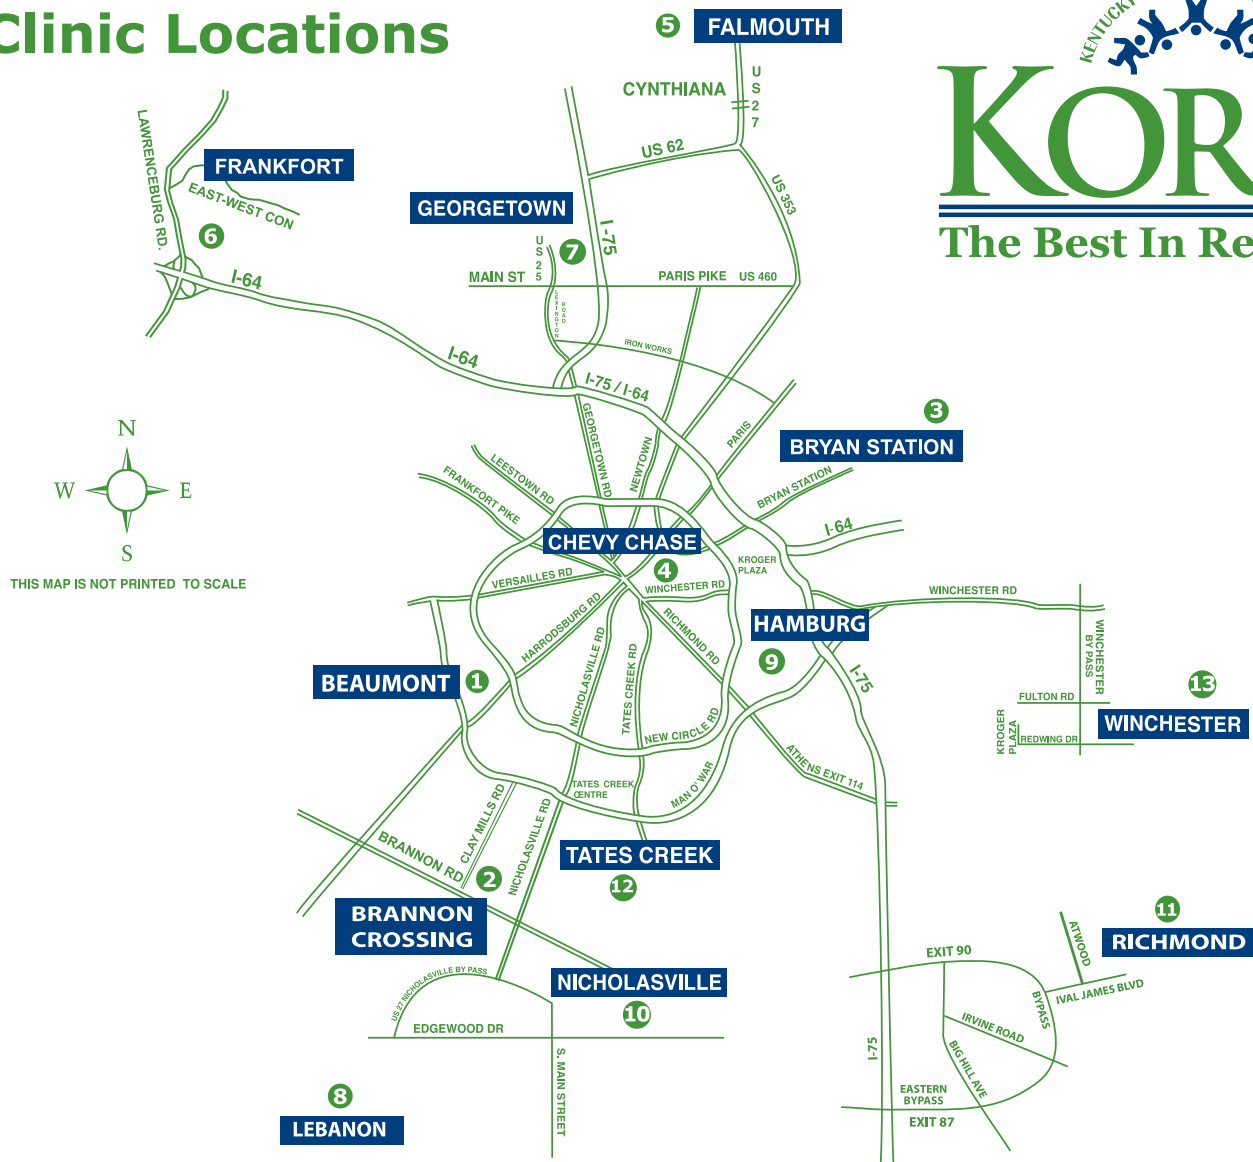 Clinic Locations
5 FALMOUTH
KENTUCKY
KOR
The Best In Re
CYNTHIANA
US27
US 62
US 353
LAWRENCEBURG RD.
FRANKFORT
EAST-WEST CON
6
I-64
GEORGETOWN
I-75
US 25
7
MAIN ST
PARIS PIKE US 460
LEXINGTON
ROAD
IRON WORKS
I-64
I-75 / I-64
N
W E
S
THIS MAP IS NOT PRINTED TO SCALE
GEORGETOWN RD
NEWTOWN
PARIS
3
BRYAN STATION
BRYAN STATION
LEESTOWN RD
FRANKFORT PIKE
I-64
CHEVY CHASE
4
KROGER
PLAZA
VERSAILLES RD
WINCHESTER RD
WINCHESTER RD
HARRODSBURG RD
NICHOLASVILLE RD
TATES CREEK RD
RICHMOND RD
HAMBURG
9
I-75
WINCHESTER
BY PASS
BEAUMONT 1
13
FULTON RD
WINCHESTER
KROGER
PLAZA
REDWING DR
NEW CIRCLE RD
MAN O' WAR
ATHENS EXIT 114
TATES CREEK
CENTRE
CLAY MILLS RD
NICHOLASVILLE RD
BRANNON RD
2
TATES CREEK
12
BRANNON
CROSSING
11
RICHMOND
ATWOOD
EXIT 90
IVAL JAMES BLVD
BYPASS
IRVINE ROAD
BIG HILL AVE
I-75
EASTERN
BYPASS
EXIT 87
US 27 NICHOLASVILLE BY PASS
NICHOLASVILLE
10
EDGEWOOD DR
S. MAIN STREET
8
LEBANON